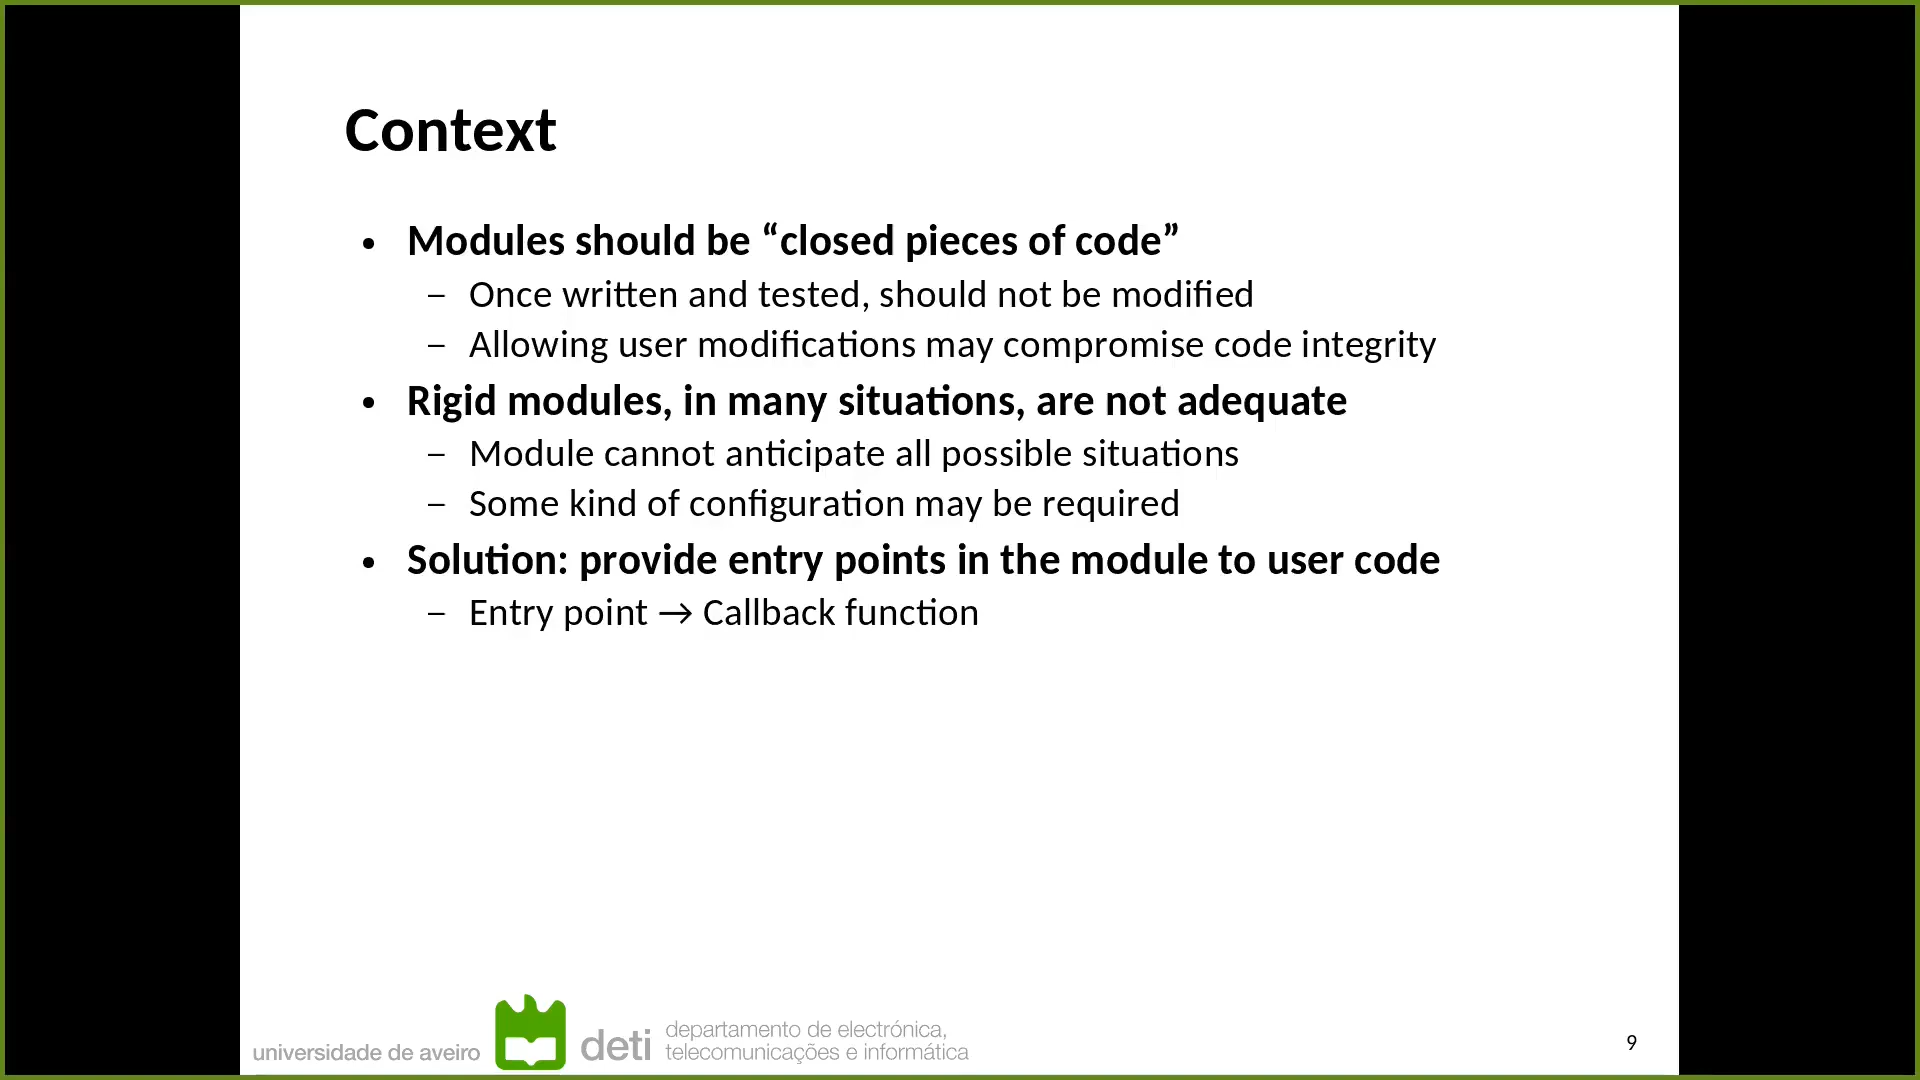 Context
• Modules should be “closed pieces of code”
– Once written and tested, should not be modified
– Allowing user modifications may compromise code integrity
• Rigid modules, in many situations, are not adequate
– Module cannot anticipate all possible situations
– Some kind of configuration may be required
• Solution: provide entry points in the module to user code
– Entry point → Callback function
universidade de aveiro
deti
departamento de electrónica,
telecomunicações e informática
9